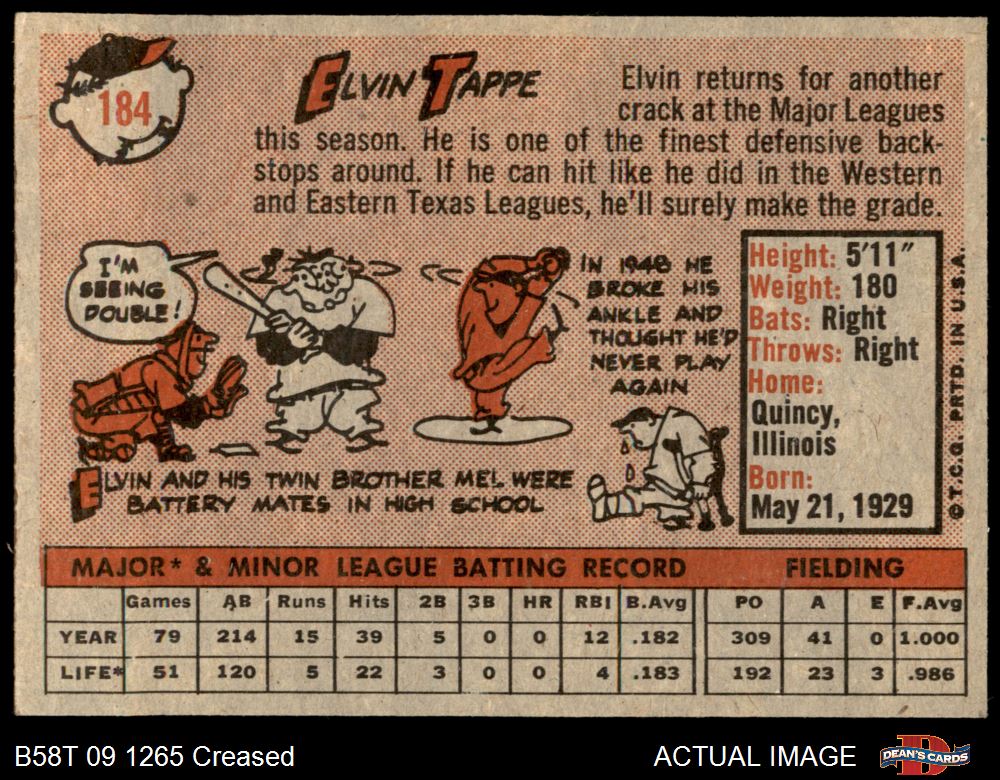 184
ELVIN TAPPE
Elvin returns for another
crack at the Major Leagues
this season. He is one of the finest defensive back-
stops around. If he can hit like he did in the Western
and Eastern Texas Leagues, he'll surely make the grade.
I'M
SEEING
DOUBLE!
IN 1948 HE
BROKE HIS
ANKLE AND
THOUGHT HE'D
NEVER PLAY
AGAIN
ELVIN AND HIS TWIN BROTHER MEL WERE
BATTERY MATES IN HIGH SCHOOL
Height: 5'11"
Weight: 180
Bats: Right
Throws: Right
Home:
Quincy,
Illinois
Born:
May 21, 1929
©T.C.G. PRTD. IN U.S.A.
MAJOR* & MINOR LEAGUE BATTING RECORD FIELDING
Games AB Runs Hits 2B 3B HR RBI B.Avg PO A E F.Avg
YEAR 79 214 15 39 5 0 0 12 .182 309 41 0 1.000
LIFE* 51 120 5 22 3 0 0 4 .183 192 23 3 .986
B58T 09 1265 Creased
ACTUAL IMAGE
D
DEAN'S CARDS